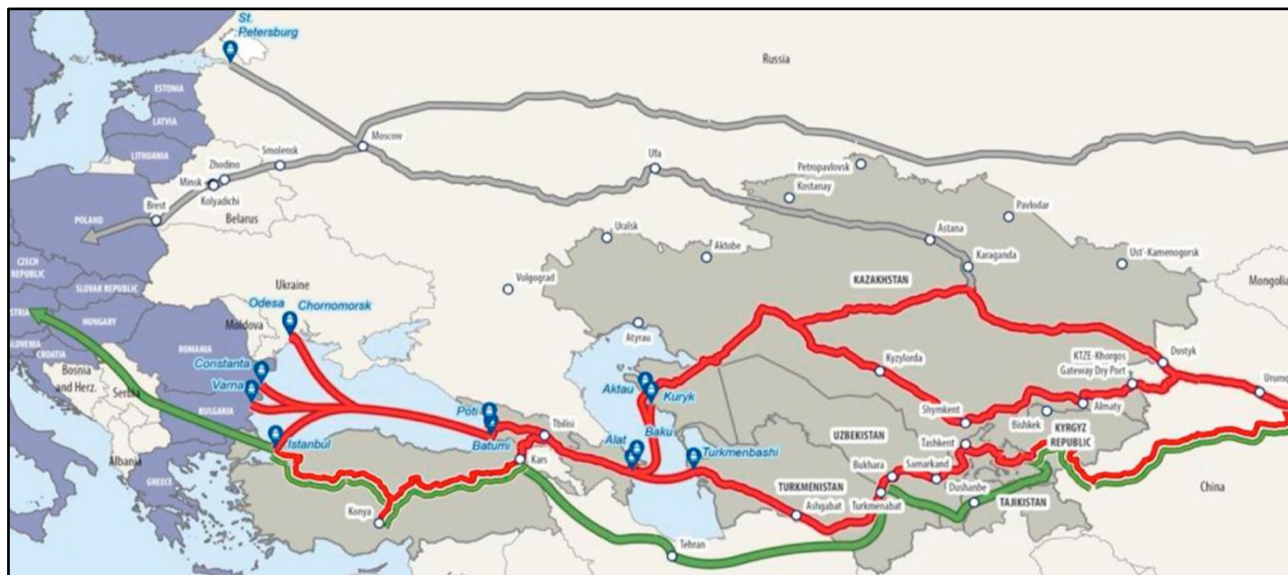 St.
Petersburg
Russia
ESTONIA
LATVIA
LITHUANIA
Moscow
Smolensk
Zhodino
Minsk
Kolyadichi
Brest
POLAND
Belarus
Ufa
Petropavlovsk
Kostanay
Pavlodar
Uralsk
Aktobe
Astana
Karaganda
Ust'-Kamenogorsk
Mongolia
CZECH
REPUBLIC
SLOVAK REPUBLIC
Ukraine
Volgograd
KAZAKHSTAN
Odesa
Chornomorsk
Moldova
STRIA
HUNGARY
SLOVENIA
CROATIA
ROMANIA
Atyrau
Bosnia
and Herz.
Serbia
Constanta
Varna
BULGARIA
Aktau
Kuryk
Kyzylorda
KTZE-Khorgos
Gateway Dry Port
Dostyk
Urumq
Poti
Batumi
Tbilisi
Baku
Alat
Shymkent
Almaty
Bishkek
Istanbul
Albania
GREECE
Kars
Turkmenbashi
UZBEKISTAN
Tashkent
KYRGYZ
REPUBLIC
Bukhara
Samarkand
Dushanbe
TAJIKISTAN
China
Konya
Tehran
TURKMENISTAN
Ashgabat
Turkmenabat